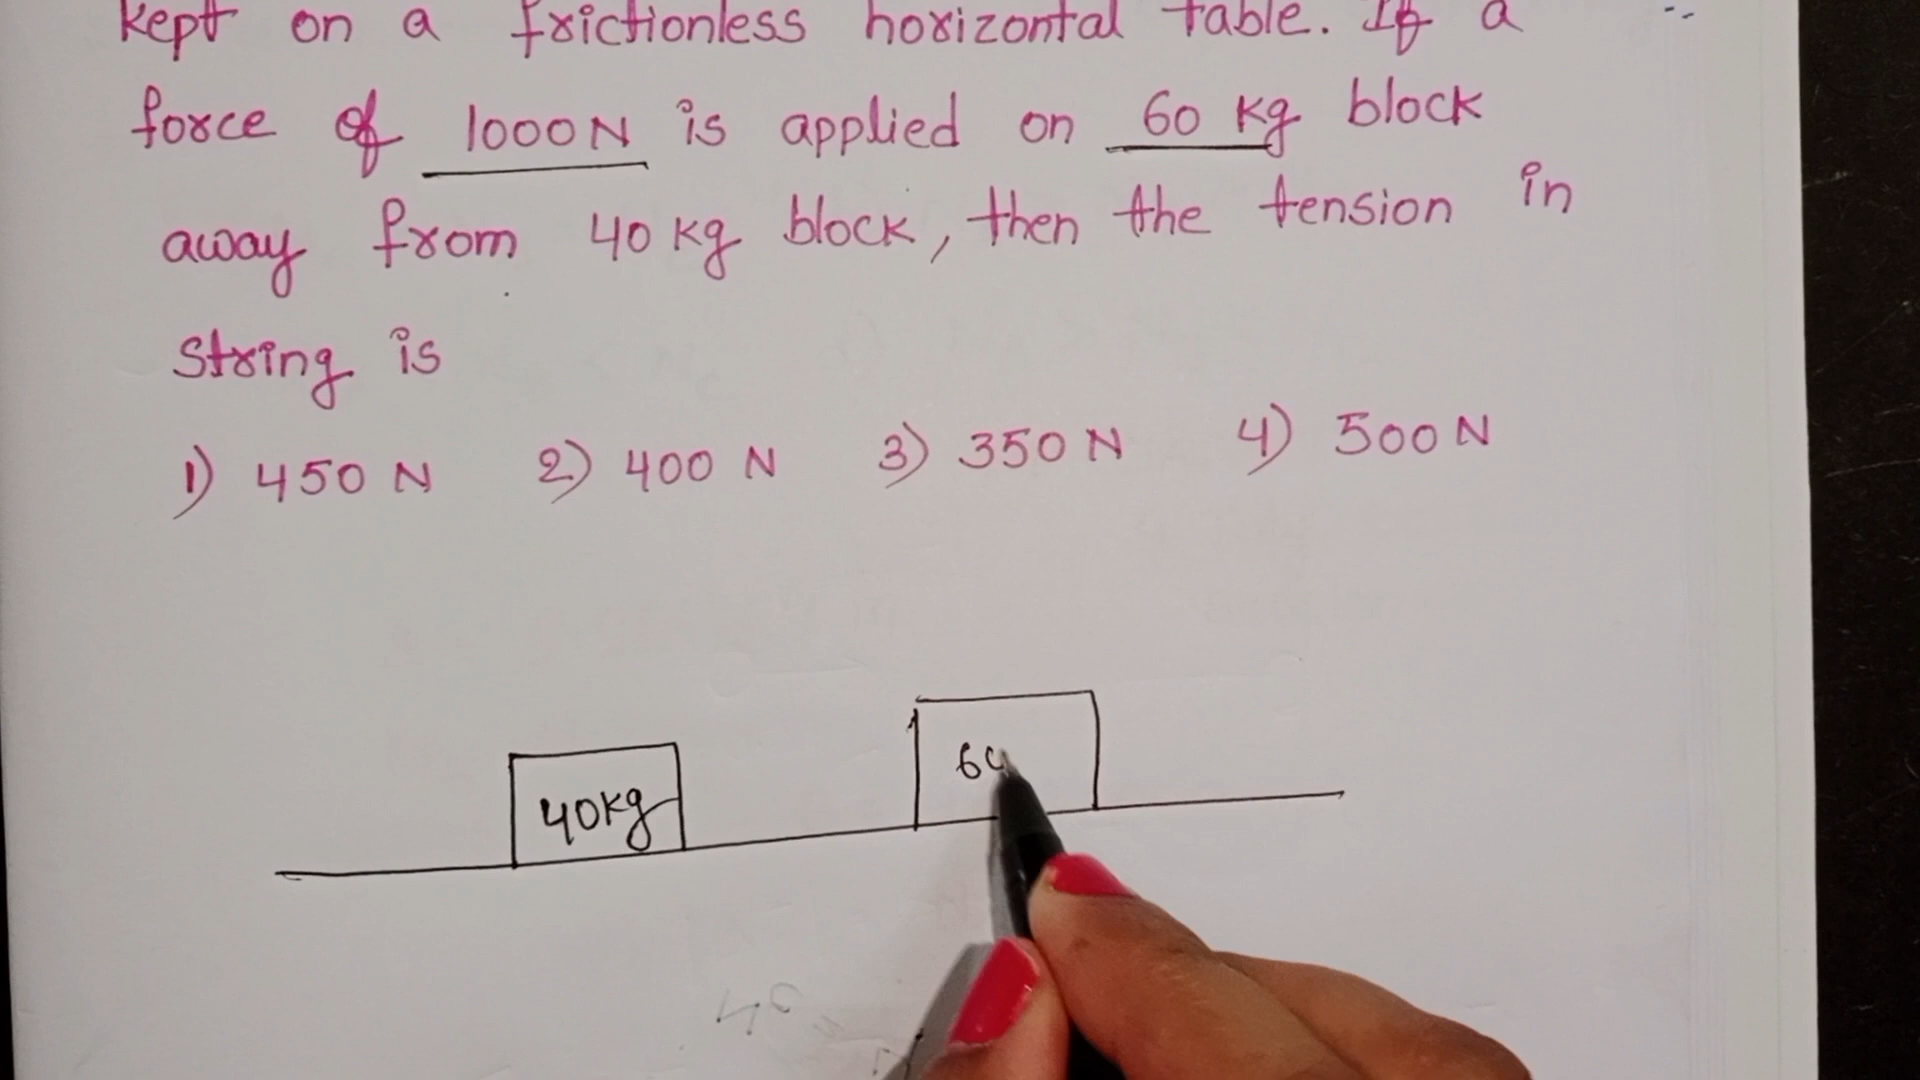 kept on a frictionless horizontal table. If a
force of 1000N is applied on 60 kg block
away from 40 kg block, then the tension in
string is
1) 450 N 2) 400 N 3) 350 N 4) 500 N
40kg 60